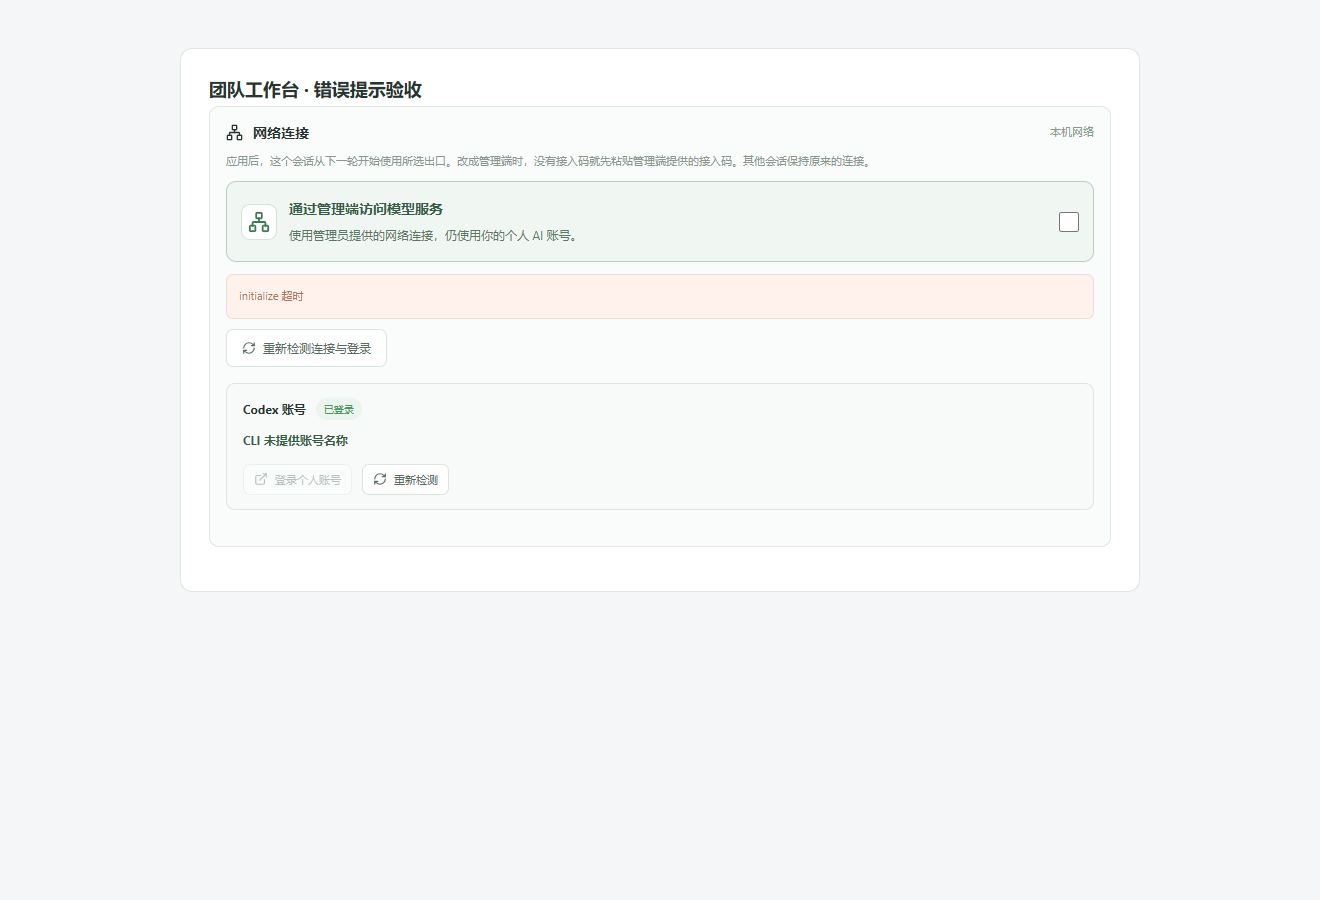 团队工作台 · 错误提示验收
网络连接
本机网络
应用后，这个会话从下一轮开始使用所选出口。改成管理端时，没有接入码就先粘贴管理端提供的接入码。其他会话保持原来的连接。
通过管理端访问模型服务
使用管理员提供的网络连接，仍使用你的个人 AI 账号。
initialize 超时
重新检测连接与登录
Codex 账号 已登录
CLI 未提供账号名称
登录个人账号 重新检测